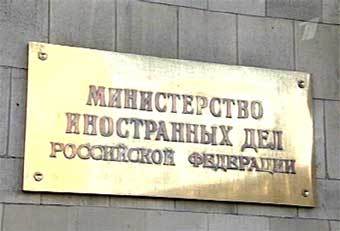 МИНИСТЕРСТВО
ИНОСТРАННЫХ ДЕЛ
РОССИЙСКОЙ ФЕДЕРАЦИИ